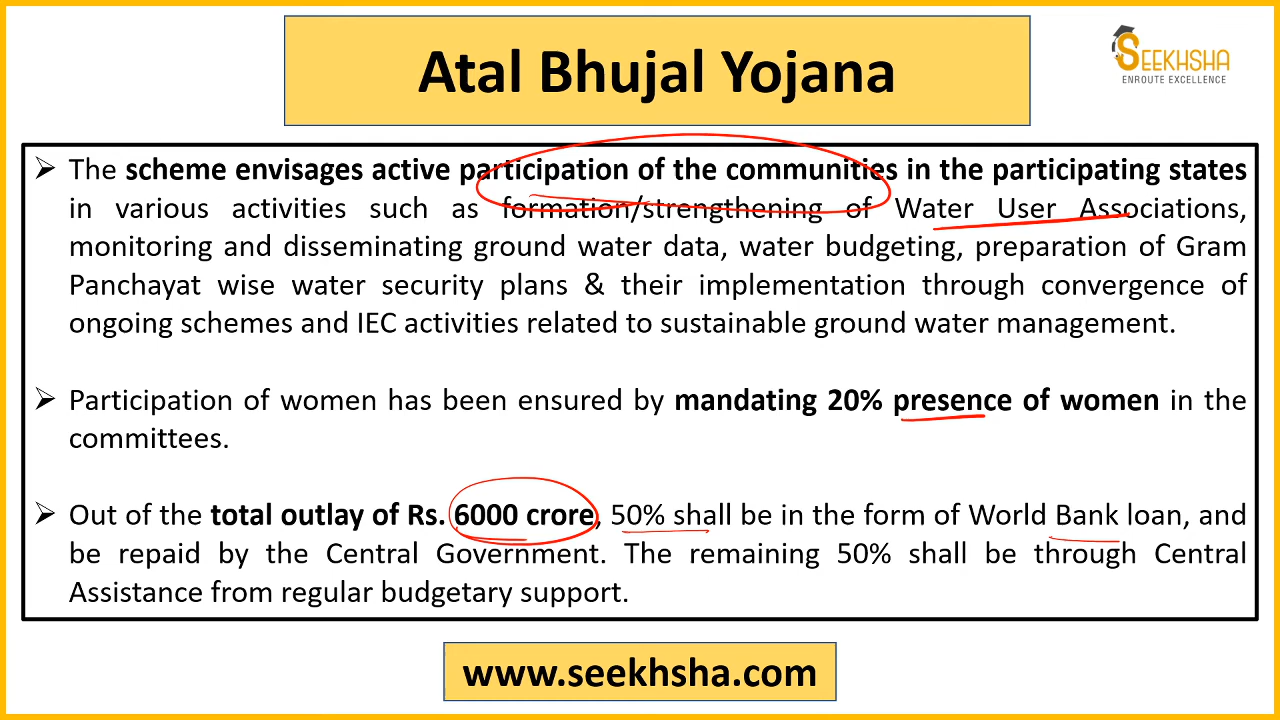 Atal Bhujal Yojana
SEEKHSHA
ENROUTE EXCELLENCE
➢ The scheme envisages active participation of the communities in the participating states
in various activities such as formation/strengthening of Water User Associations,
monitoring and disseminating ground water data, water budgeting, preparation of Gram
Panchayat wise water security plans & their implementation through convergence of
ongoing schemes and IEC activities related to sustainable ground water management.
➢ Participation of women has been ensured by mandating 20% presence of women in the
committees.
➢ Out of the total outlay of Rs. 6000 crore, 50% shall be in the form of World Bank loan, and
be repaid by the Central Government. The remaining 50% shall be through Central
Assistance from regular budgetary support.
www.seekhsha.com